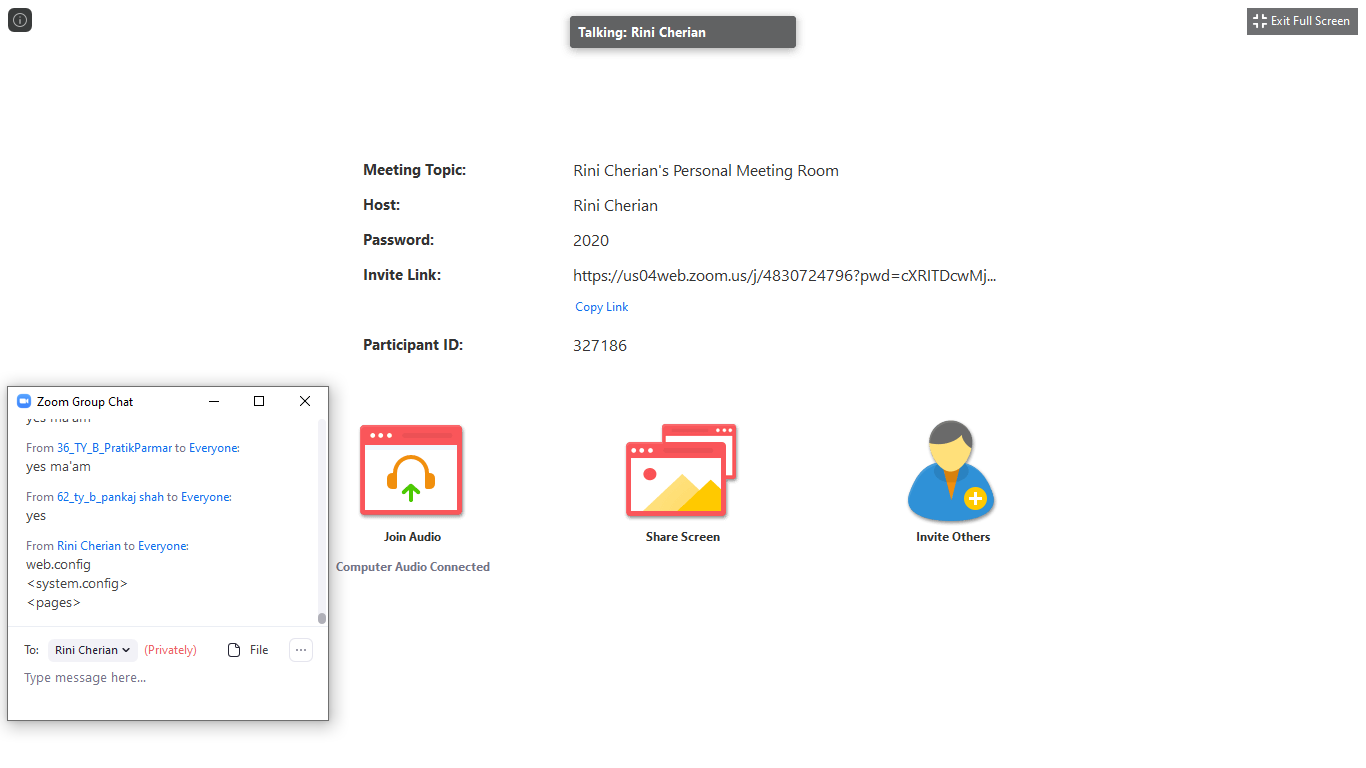 Talking: Rini Cherian
Exit Full Screen
Meeting Topic: Rini Cherian's Personal Meeting Room
Host: Rini Cherian
Password: 2020
Invite Link: https://us04web.zoom.us/j/4830724796?pwd=cXRITDcwMj...
Copy Link
Participant ID: 327186
Join Audio
Computer Audio Connected
Share Screen
Invite Others
Zoom Group Chat
yes ma'am
From 36_TY_B_PratikParmar to Everyone:
yes ma'am
From 62_ty_b_pankaj shah to Everyone:
yes
From Rini Cherian to Everyone:
web.config
<system.config>
<pages>
To: Rini Cherian (Privately) File
Type message here...